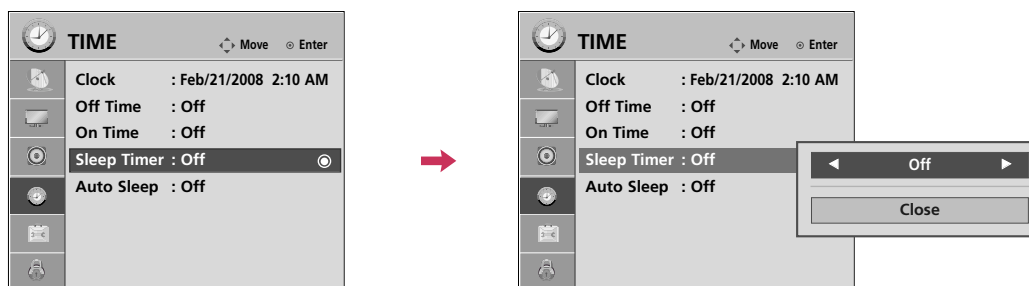 TIME Move Enter
Clock : Feb/21/2008 2:10 AM
Off Time : Off
On Time : Off
Sleep Timer : Off
Auto Sleep : Off
TIME Move Enter
Clock : Feb/21/2008 2:10 AM
Off Time : Off
On Time : Off
Sleep Timer : Off
Auto Sleep : Off
Off
Close